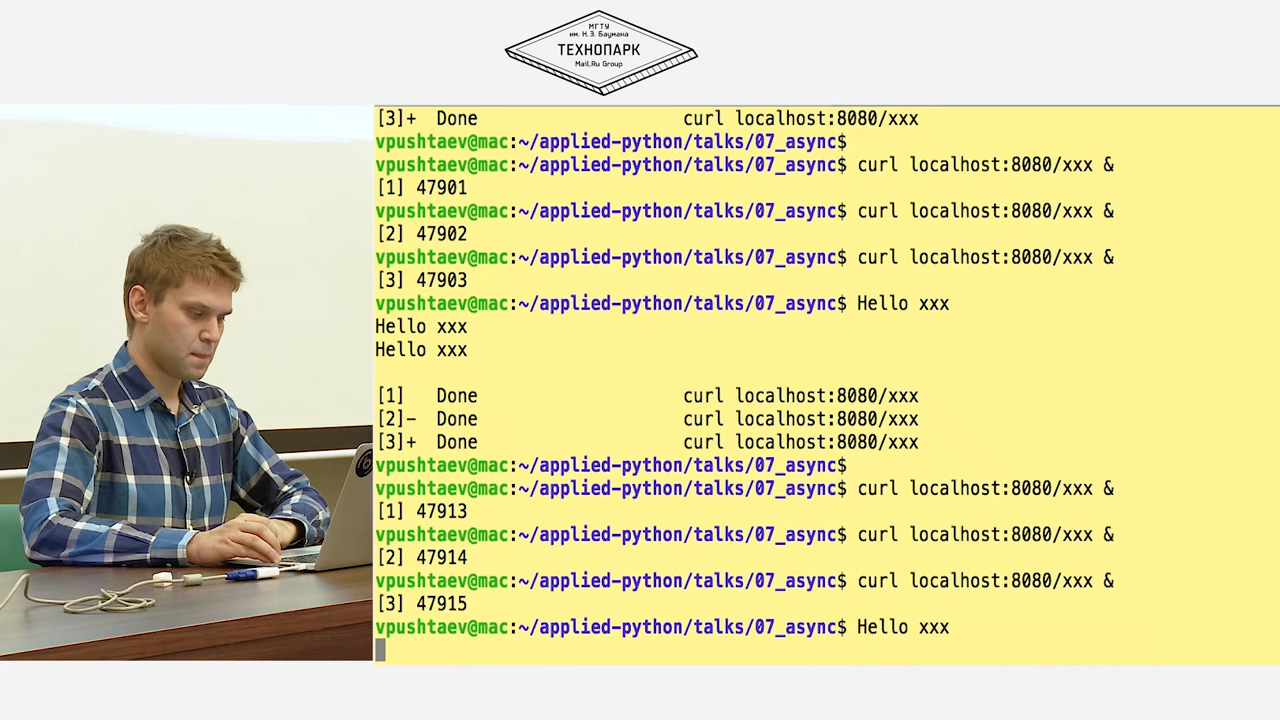 МГТУ
им. Н.Э. Баумана
ТЕХНОПАРК
Mail.Ru Group
[3]+  Done                    curl localhost:8080/xxx
vpushtaev@mac:~/applied-python/talks/07_async$
vpushtaev@mac:~/applied-python/talks/07_async$ curl localhost:8080/xxx &
[1] 47901
vpushtaev@mac:~/applied-python/talks/07_async$ curl localhost:8080/xxx &
[2] 47902
vpushtaev@mac:~/applied-python/talks/07_async$ curl localhost:8080/xxx &
[3] 47903
vpushtaev@mac:~/applied-python/talks/07_async$ Hello xxx
Hello xxx
Hello xxx
[1]   Done                    curl localhost:8080/xxx
[2]-  Done                    curl localhost:8080/xxx
[3]+  Done                    curl localhost:8080/xxx
vpushtaev@mac:~/applied-python/talks/07_async$
vpushtaev@mac:~/applied-python/talks/07_async$ curl localhost:8080/xxx &
[1] 47913
vpushtaev@mac:~/applied-python/talks/07_async$ curl localhost:8080/xxx &
[2] 47914
vpushtaev@mac:~/applied-python/talks/07_async$ curl localhost:8080/xxx &
[3] 47915
vpushtaev@mac:~/applied-python/talks/07_async$ Hello xxx